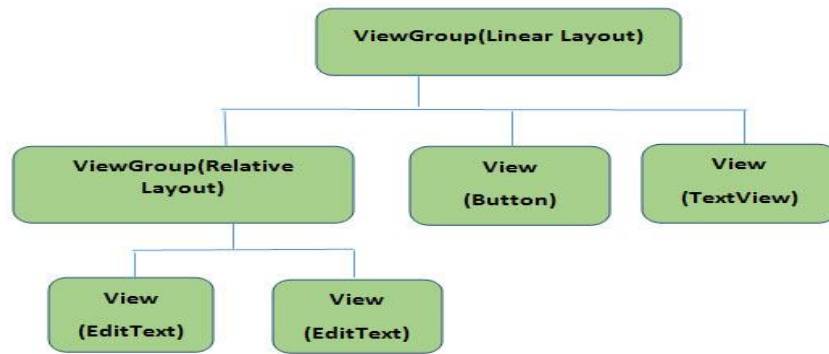 ViewGroup(Linear Layout)
ViewGroup(Relative
Layout)
View
(Button)
View
(TextView)
View
(EditText)
View
(EditText)